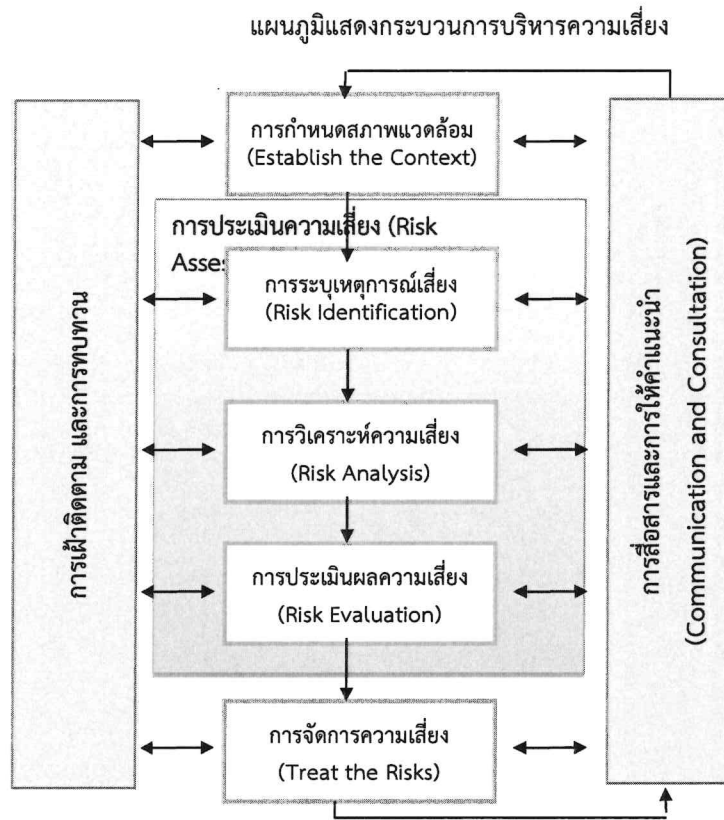 แผนภูมิแสดงกระบวนการบริหารความเสี่ยง
การกำหนดสภาพแวดล้อม
(Establish the Context)
การประเมินความเสี่ยง (Risk
Asse
การระบุเหตุการณ์เสี่ยง
(Risk Identification)
การวิเคราะห์ความเสี่ยง
(Risk Analysis)
การประเมินผลความเสี่ยง
(Risk Evaluation)
การจัดการความเสี่ยง
(Treat the Risks)
การเฝ้าติดตาม และการทบทวน
การสื่อสารและการให้คำแนะนำ
(Communication and Consultation)